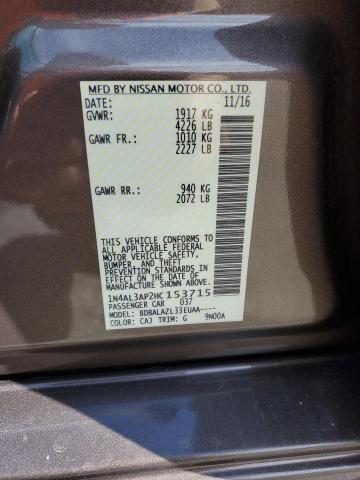 MFD BY NISSAN MOTOR CO., LTD.
DATE: 11/16
GVWR: 1917 KG
4226 LB
GAWR FR: 1010 KG
2227 LB
GAWR RR: 940 KG
2072 LB
THIS VEHICLE CONFORMS TO
ALL APPLICABLE FEDERAL
MOTOR VEHICLE SAFETY,
BUMPER, AND THEFT
PREVENTION STANDARDS
IN EFFECT ON THE DATE OF
MANUFACTURE SHOWN ABOVE.
1N4AL3AP2HC153715
PASSENGER CAR 037
MODEL: BDBALAZL33EUAA----
COLOR: CAJ TRIM: G 9N00A